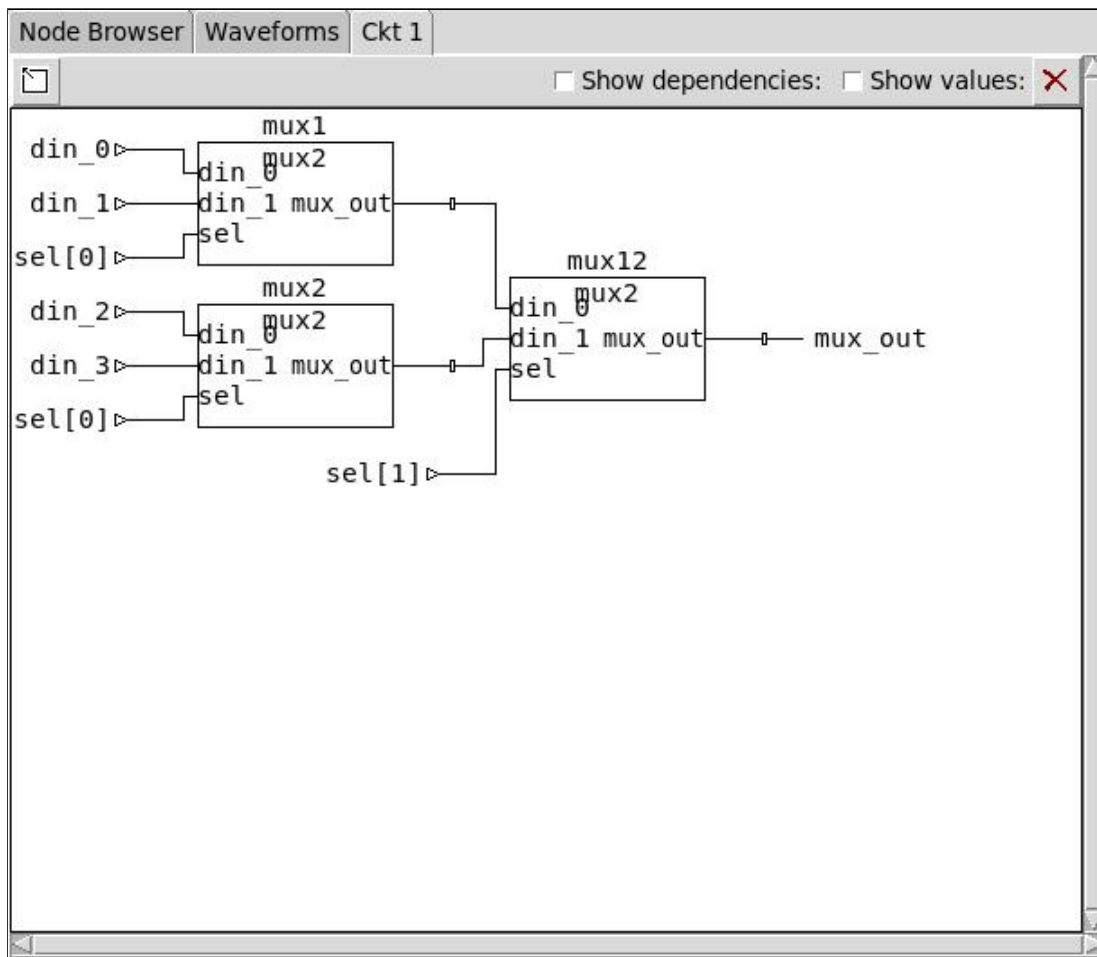 Node Browser Waveforms Ckt 1
Show dependencies: Show values:
mux1
mux2
din_0 din_0
din_1 din_1 mux_out
sel[0] sel
mux2
mux2
din_2 din_0
din_3 din_1 mux_out
sel[0] sel
mux12
mux2
din_0
din_1 mux_out mux_out
sel
sel[1]